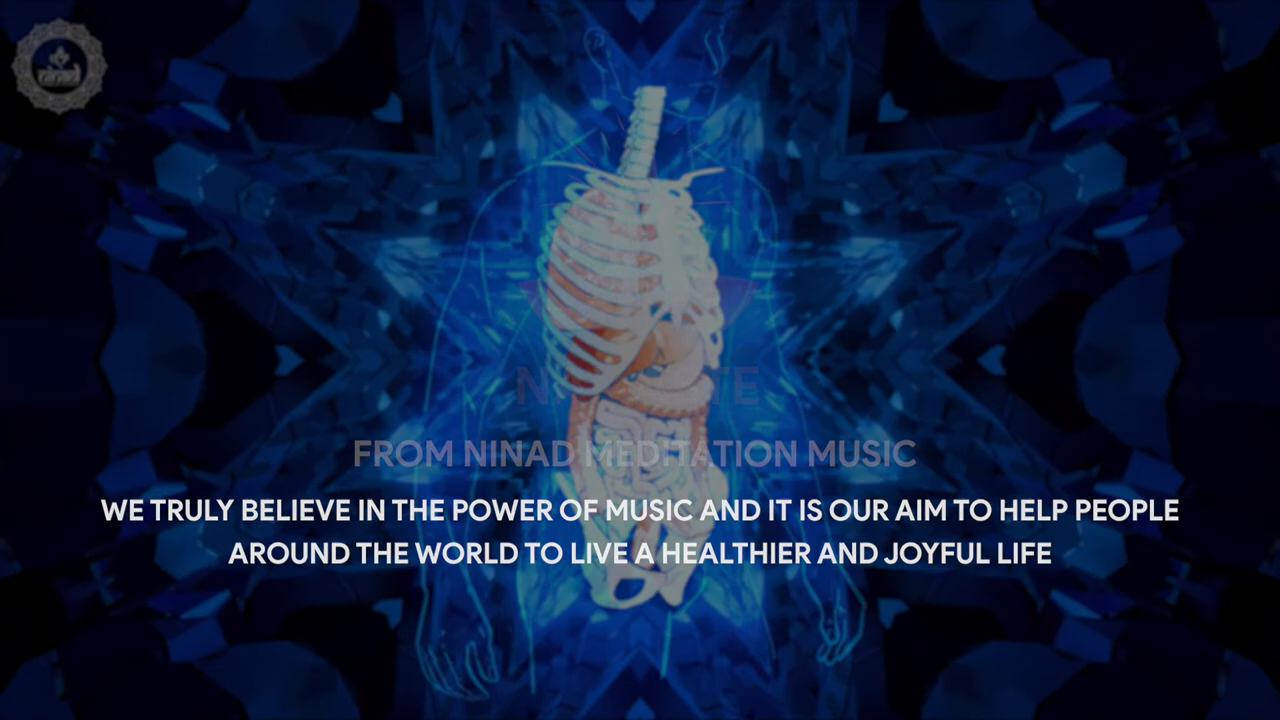 FROM NINAD MEDITATION MUSIC
WE TRULY BELIEVE IN THE POWER OF MUSIC AND IT IS OUR AIM TO HELP PEOPLE
AROUND THE WORLD TO LIVE A HEALTHIER AND JOYFUL LIFE